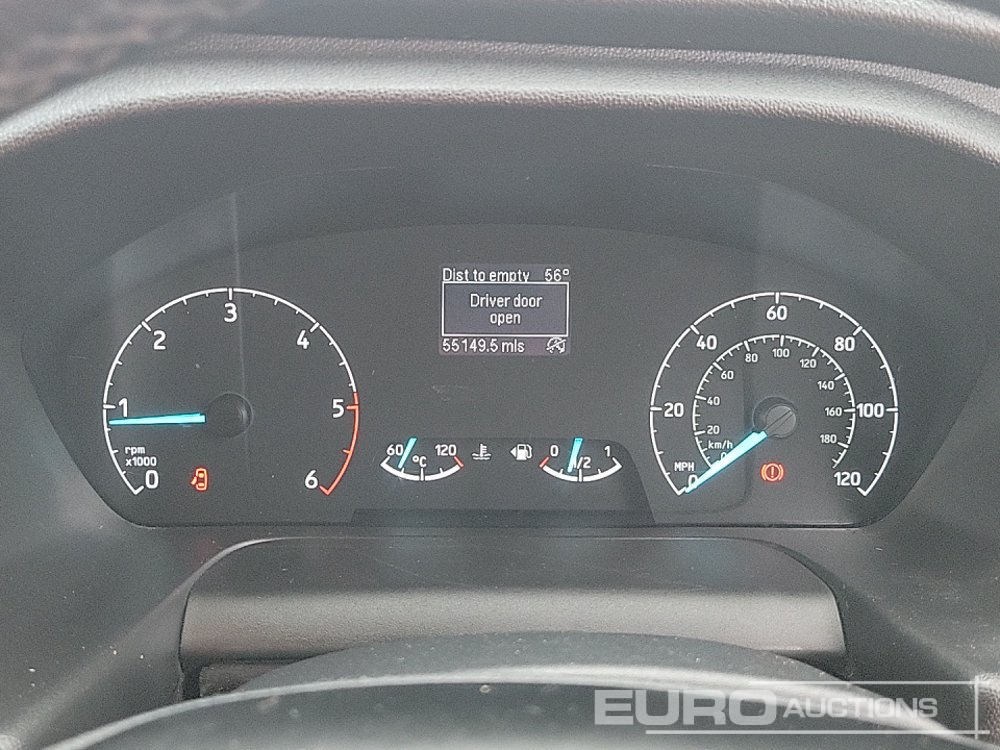 Dist to empty 56°
Driver door
open
55149.5 mls
0 1 2 3 4 5 6
rpm
x1000
60 120
°C
0 1/2 1
0 20 40 60 80 100 120
MPH
0 20 40 60 80 100 120 140 160 180
km/h
EURO AUCTIONS